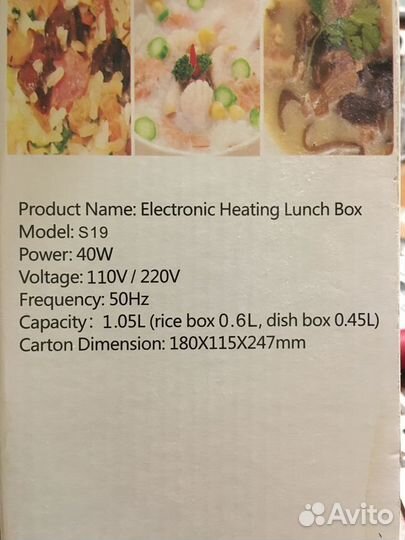 Product Name: Electronic Heating Lunch Box
Model: S19
Power: 40W
Voltage: 110V / 220V
Frequency: 50Hz
Capacity: 1.05L (rice box 0.6L, dish box 0.45L)
Carton Dimension: 180X115X247mm
Avito